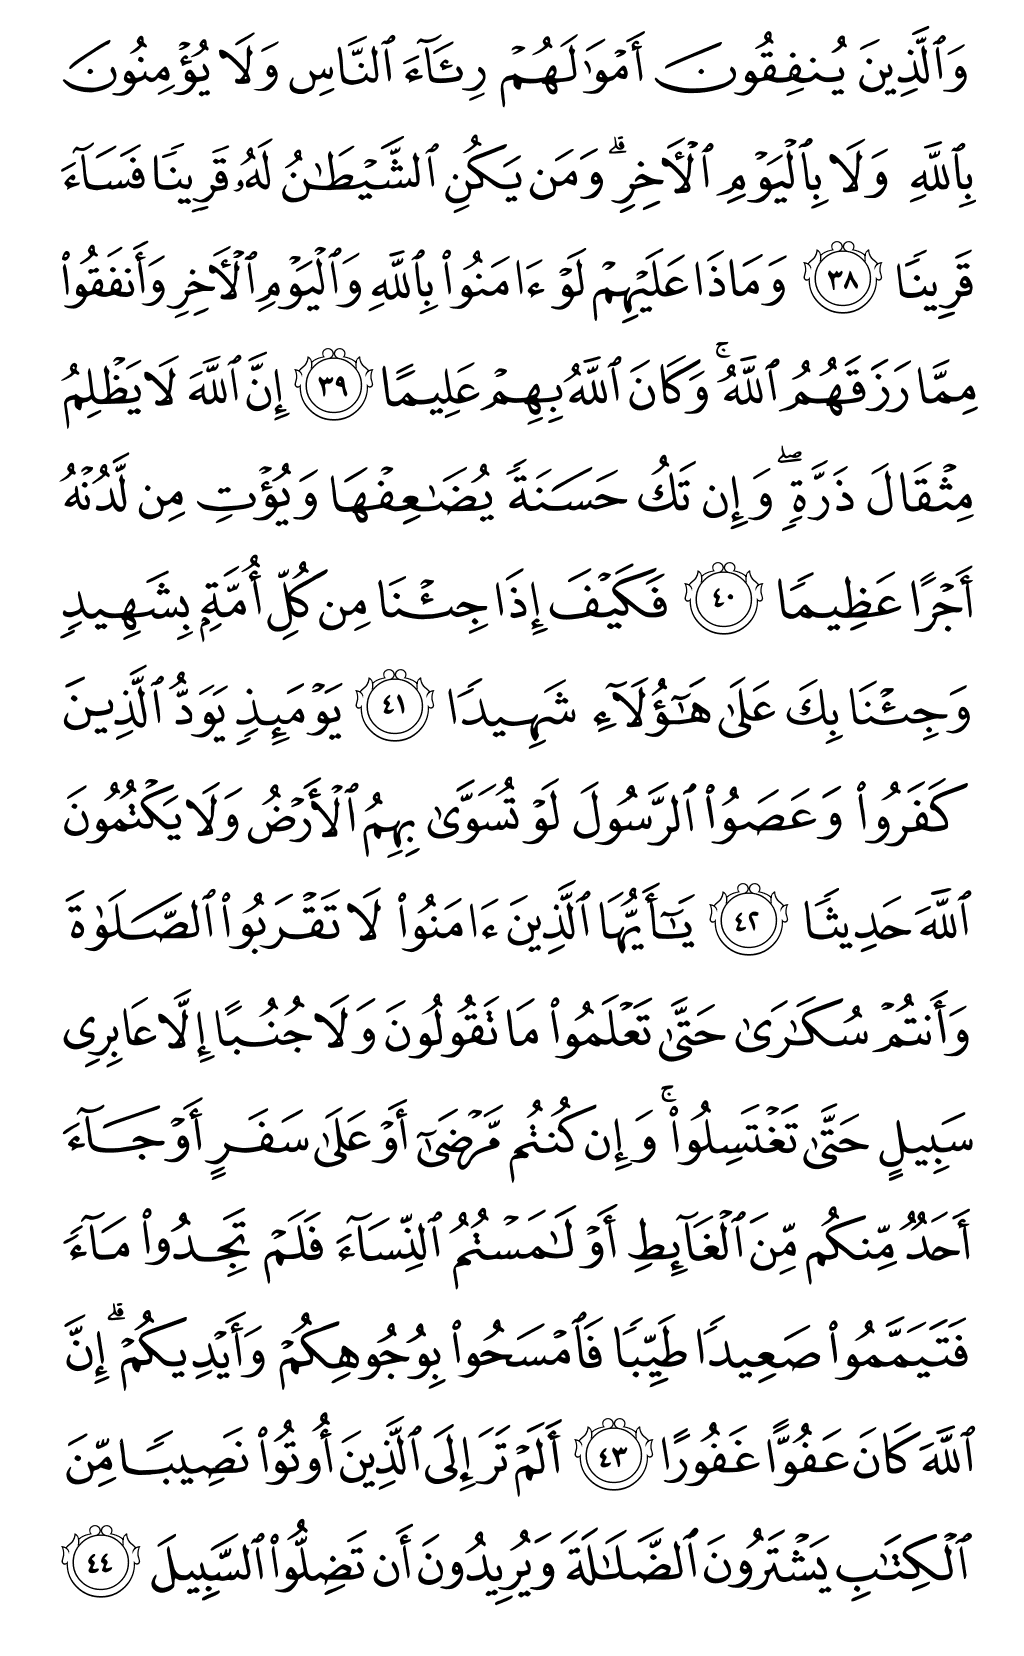 وَٱلَّذِينَ يُنفِقُونَ أَمۡوَٰلَهُمۡ رِئَآءَ ٱلنَّاسِ وَلَا يُؤۡمِنُونَ
بِٱللَّهِ وَلَا بِٱلۡيَوۡمِ ٱلۡأٓخِرِۗ وَمَن يَكُنِ ٱلشَّيۡطَٰنُ لَهُۥ قَرِينٗا فَسَآءَ
قَرِينٗا ٣٨ وَمَاذَا عَلَيۡهِمۡ لَوۡ ءَامَنُواْ بِٱللَّهِ وَٱلۡيَوۡمِ ٱلۡأٓخِرِ وَأَنفَقُواْ
مِمَّا رَزَقَهُمُ ٱللَّهُۚ وَكَانَ ٱللَّهُ بِهِمۡ عَلِيمًا ٣٩ إِنَّ ٱللَّهَ لَا يَظۡلِمُ
مِثۡقَالَ ذَرَّةٖۖ وَإِن تَكُ حَسَنَةٗ يُضَٰعِفۡهَا وَيُؤۡتِ مِن لَّدُنۡهُ
أَجۡرًا عَظِيمٗا ٤٠ فَكَيۡفَ إِذَا جِئۡنَا مِن كُلِّ أُمَّةِۭ بِشَهِيدٖ
وَجِئۡنَا بِكَ عَلَىٰ هَٰٓؤُلَآءِ شَهِيدٗا ٤١ يَوۡمَئِذٖ يَوَدُّ ٱلَّذِينَ
كَفَرُواْ وَعَصَوُاْ ٱلرَّسُولَ لَوۡ تُسَوَّىٰ بِهِمُ ٱلۡأَرۡضُ وَلَا يَكۡتُمُونَ
ٱللَّهَ حَدِيثٗا ٤٢ يَٰٓأَيُّهَا ٱلَّذِينَ ءَامَنُواْ لَا تَقۡرَبُواْ ٱلصَّلَوٰةَ
وَأَنتُمۡ سُكَٰرَىٰ حَتَّىٰ تَعۡلَمُواْ مَا تَقُولُونَ وَلَا جُنُبًا إِلَّا عَابِرِي
سَبِيلٍ حَتَّىٰ تَغۡتَسِلُواْۚ وَإِن كُنتُم مَّرۡضَىٰٓ أَوۡ عَلَىٰ سَفَرٍ أَوۡ جَآءَ
أَحَدٞ مِّنكُم مِّنَ ٱلۡغَآئِطِ أَوۡ لَٰمَسۡتُمُ ٱلنِّسَآءَ فَلَمۡ تَجِدُواْ مَآءٗ
فَتَيَمَّمُواْ صَعِيدٗا طَيِّبٗا فَٱمۡسَحُواْ بِوُجُوهِكُمۡ وَأَيۡدِيكُمۡۗ إِنَّ
ٱللَّهَ كَانَ عَفُوًّا غَفُورًا ٤٣ أَلَمۡ تَرَ إِلَى ٱلَّذِينَ أُوتُواْ نَصِيبٗا مِّنَ
ٱلۡكِتَٰبِ يَشۡتَرُونَ ٱلضَّلَٰلَةَ وَيُرِيدُونَ أَن تَضِلُّواْ ٱلسَّبِيلَ ٤٤